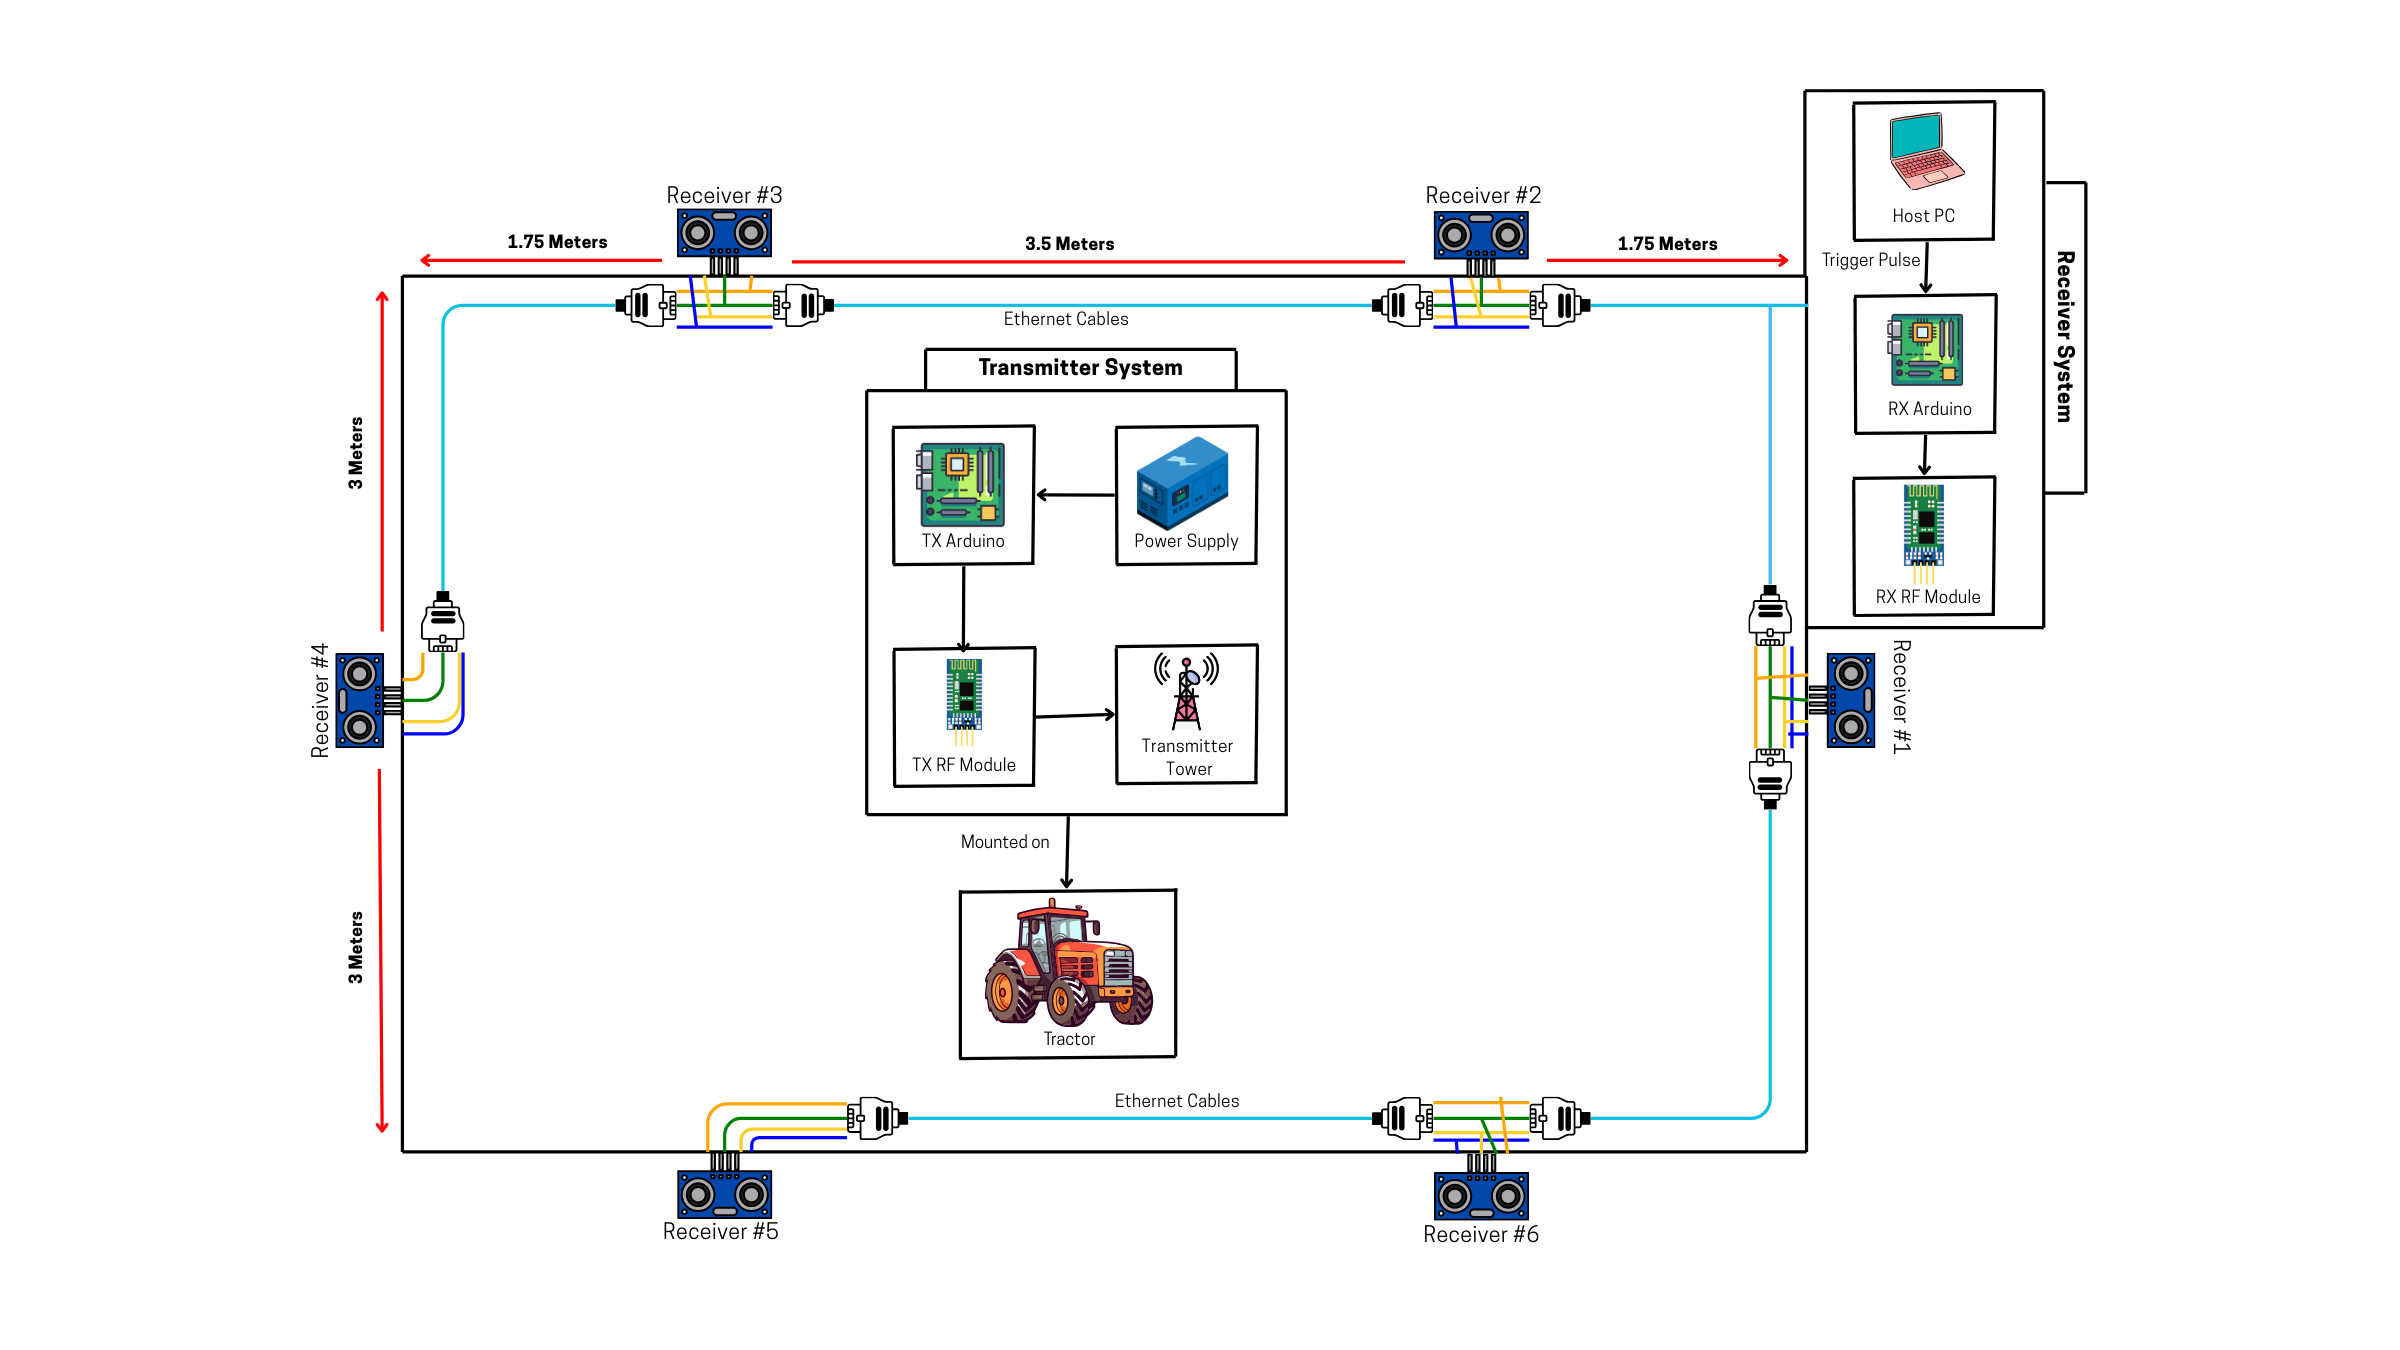 Host PC
Trigger Pulse
RX Arduino
RX RF Module
Receiver System
Receiver #3
Receiver #2
1.75 Meters
3.5 Meters
1.75 Meters
Ethernet Cables
Transmitter System
TX Arduino
Power Supply
TX RF Module
Transmitter
Tower
Mounted on
Tractor
3 Meters
Receiver #4
3 Meters
Receiver #1
Ethernet Cables
Receiver #5
Receiver #6